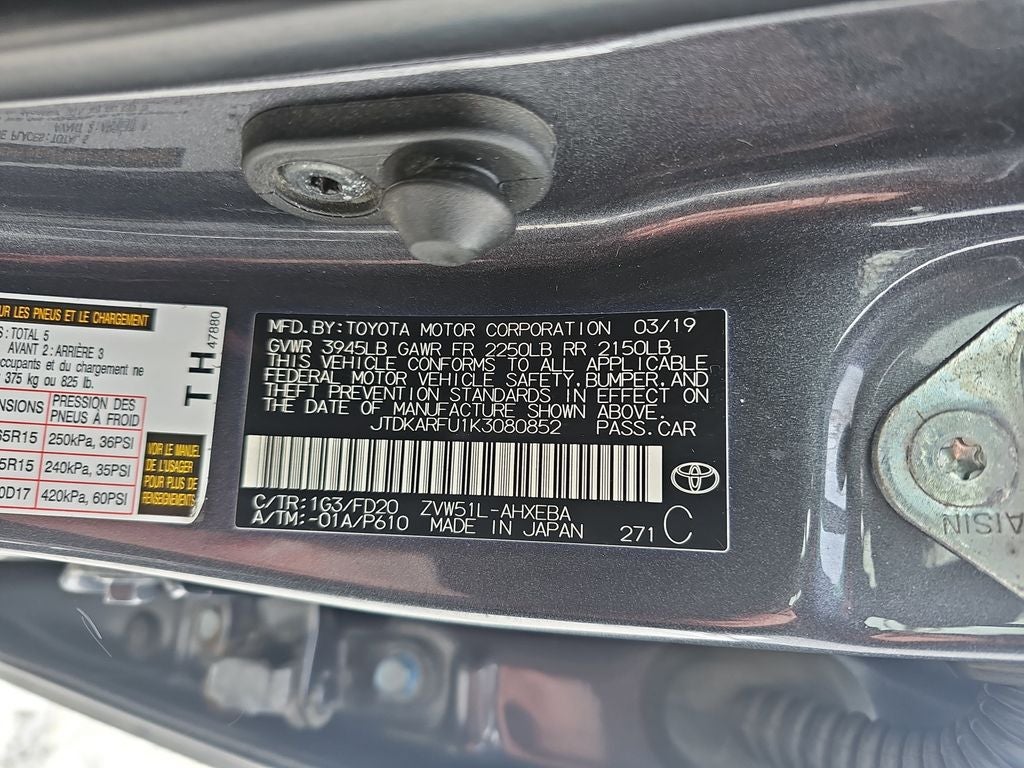 UR LES PNEUS ET LE CHARGEMENT
: TOTAL 5
AVANT 2 : ARRIÈRE 3
occupants et du chargement ne
375 kg ou 825 lb.
PRESSION DES
PNEUS À FROID
65R15 250kPa, 36PSI
5R15 240kPa, 35PSI
0D17 420kPa, 60PSI
VOIR LE MANUEL
DE L'USAGER
POUR PLUS DE
RENSEIGNEMENTS
TH
47880
MFD. BY: TOYOTA MOTOR CORPORATION 03/19
GVWR 3945LB GAWR FR 2250LB RR 2150LB
THIS VEHICLE CONFORMS TO ALL APPLICABLE
FEDERAL MOTOR VEHICLE SAFETY, BUMPER, AND
THEFT PREVENTION STANDARDS IN EFFECT ON
THE DATE OF MANUFACTURE SHOWN ABOVE.
JTDKARFU1K3080852 PASS.CAR
C/TR: 1G3/FD20 ZVW51L-AHXEBA
A/TM: -01A/P610 MADE IN JAPAN 271 C
AISIN